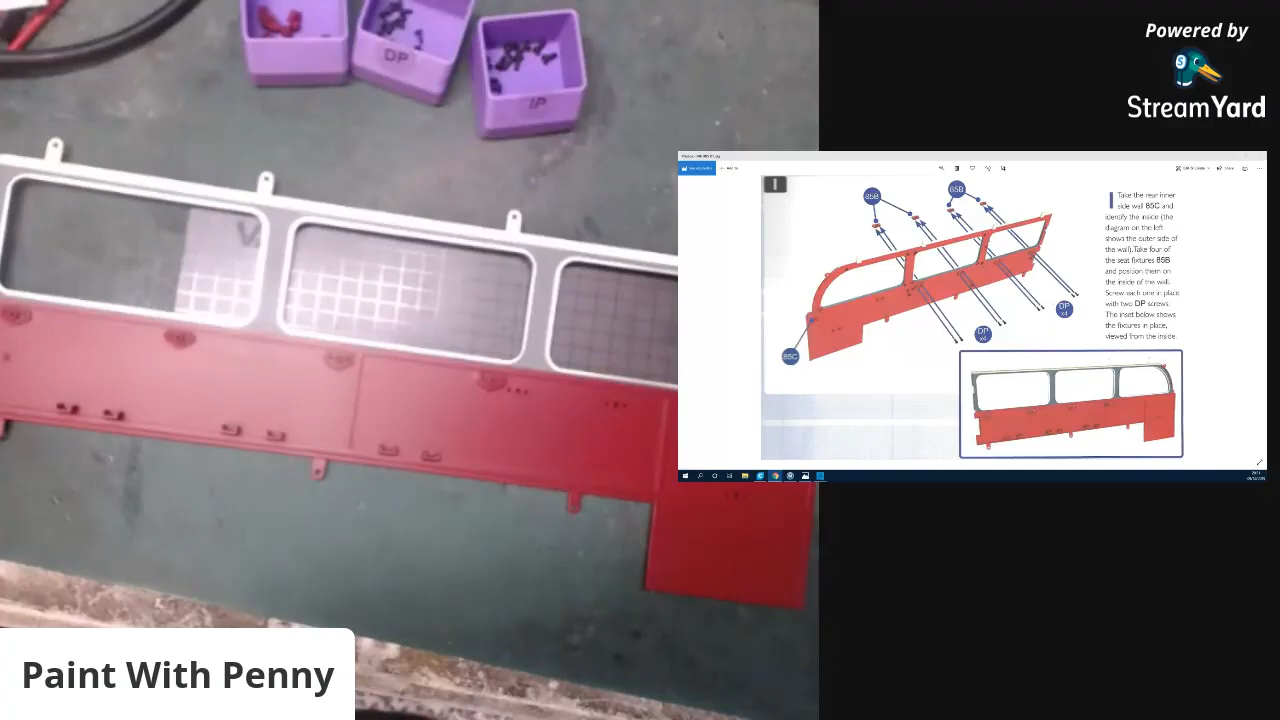 Powered by
StreamYard
DP
IP
85B
85B
I
Take the rear inner
side wall 85C and
identify the inside (the
diagram on the left
shows the outer side of
the wall).Take four of
the seat fixtures 85B
and position them on
the inside of the wall.
Screw each one in place
with two DP screws.
The inset below shows
the fixtures in place,
viewed from the inside.
DP
x4
DP
x4
85C
Paint With Penny